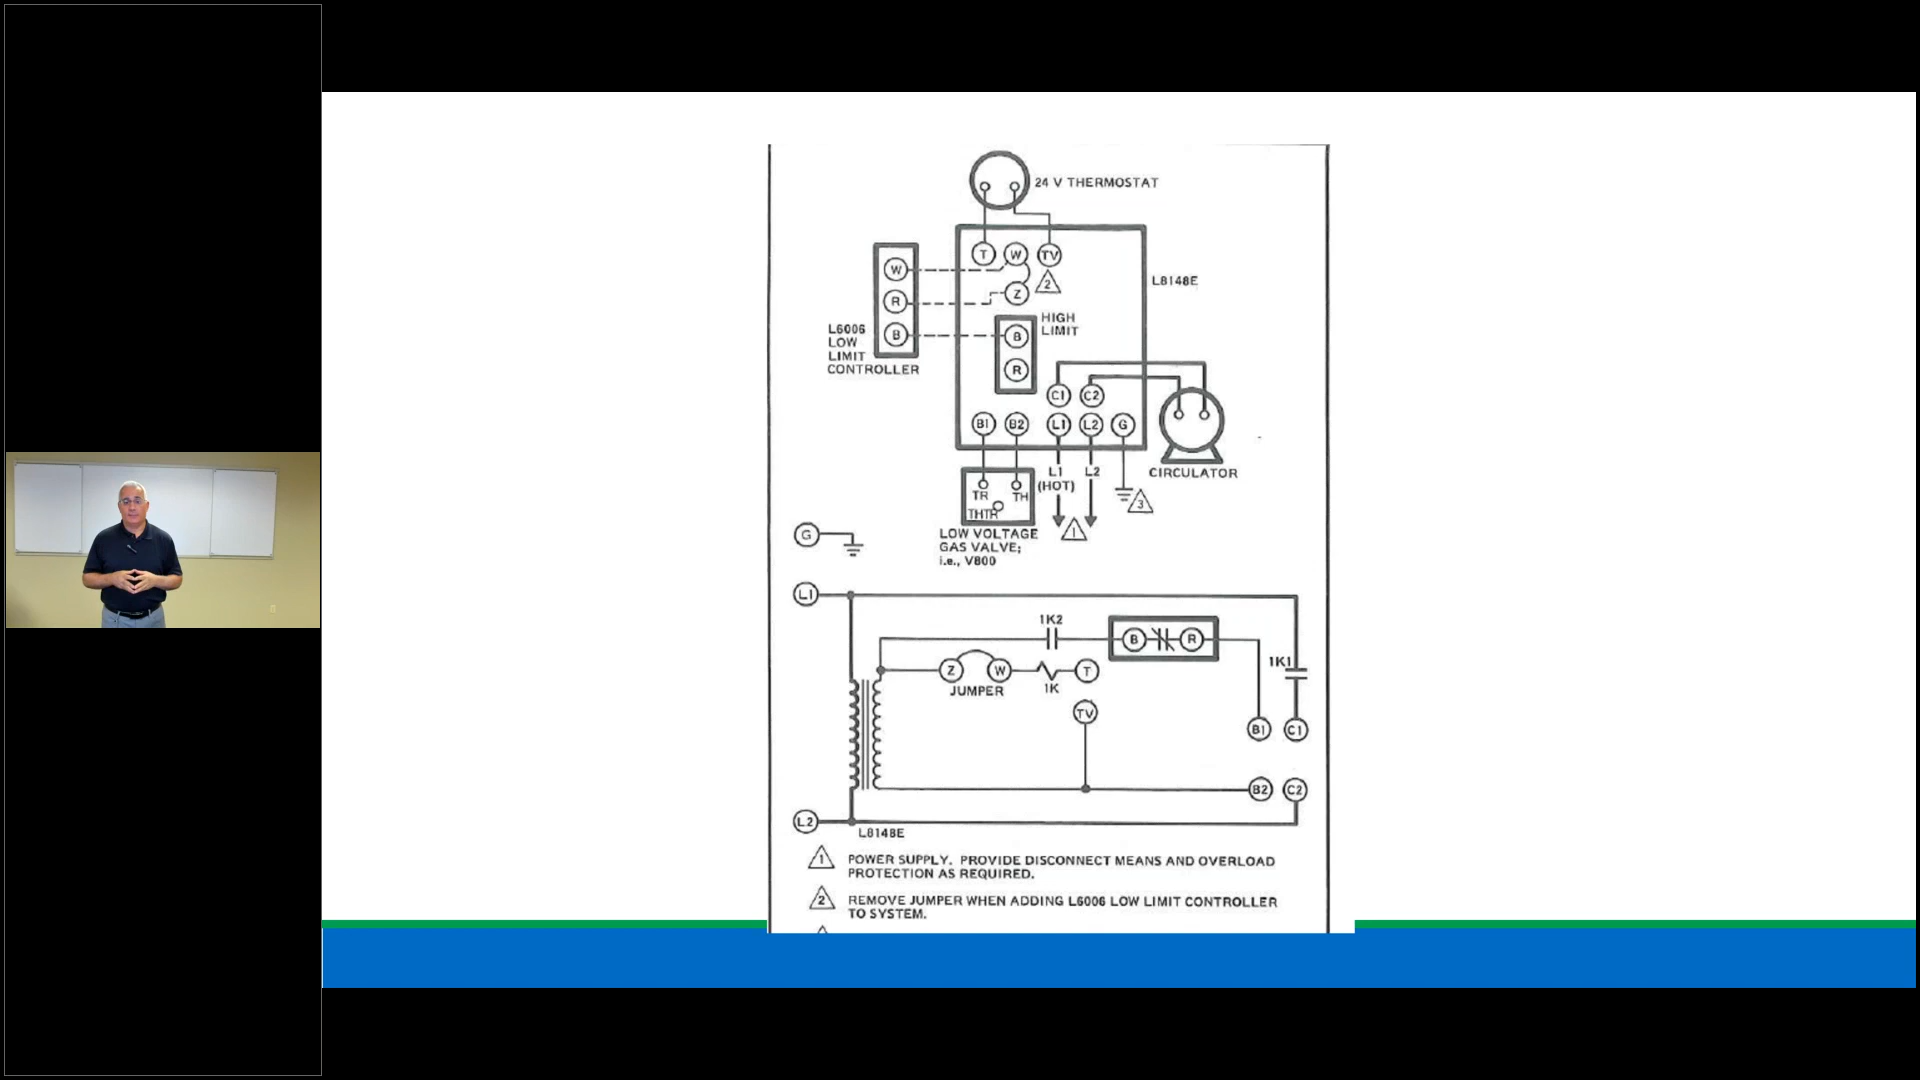 24 V THERMOSTAT
T W TV
2
W
Z
R
L8148E
HIGH
LIMIT
B
B
R
L6006
LOW
LIMIT
CONTROLLER
C1 C2
B1 B2 L1 L2 G
L1
(HOT)
L2
CIRCULATOR
TR TH
THTR
3
1
LOW VOLTAGE
GAS VALVE;
i.e., V800
G
L1
1K2
B R
1K1
Z W T
JUMPER
1K
TV
B1 C1
B2 C2
L2
L8148E
1 POWER SUPPLY. PROVIDE DISCONNECT MEANS AND OVERLOAD
PROTECTION AS REQUIRED.
2 REMOVE JUMPER WHEN ADDING L6006 LOW LIMIT CONTROLLER
TO SYSTEM.